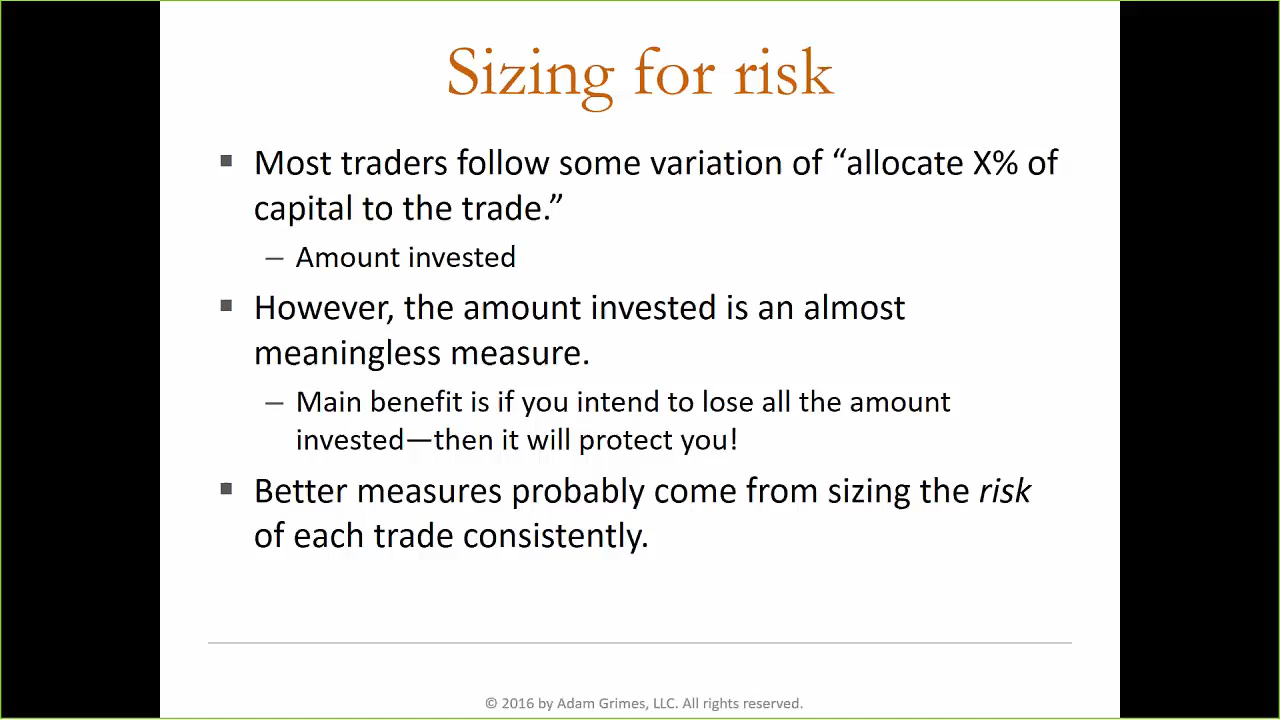 Sizing for risk
▪ Most traders follow some variation of “allocate X% of
capital to the trade.”
– Amount invested
▪ However, the amount invested is an almost
meaningless measure.
– Main benefit is if you intend to lose all the amount
invested—then it will protect you!
▪ Better measures probably come from sizing the risk
of each trade consistently.
© 2016 by Adam Grimes, LLC. All rights reserved.